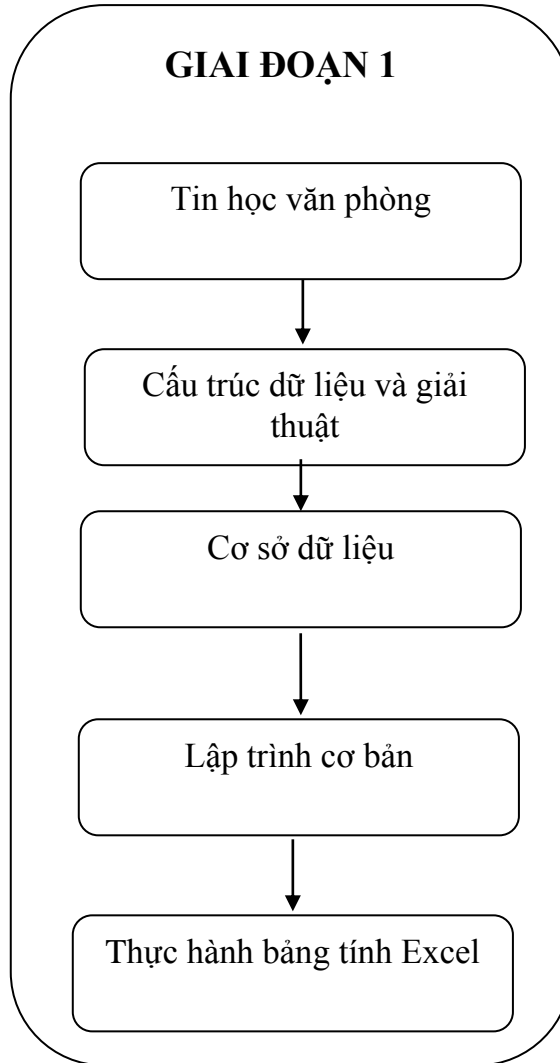 GIAI ĐOẠN 1
Tin học văn phòng
Cấu trúc dữ liệu và giải
thuật
Cơ sở dữ liệu
Lập trình cơ bản
Thực hành bảng tính Excel